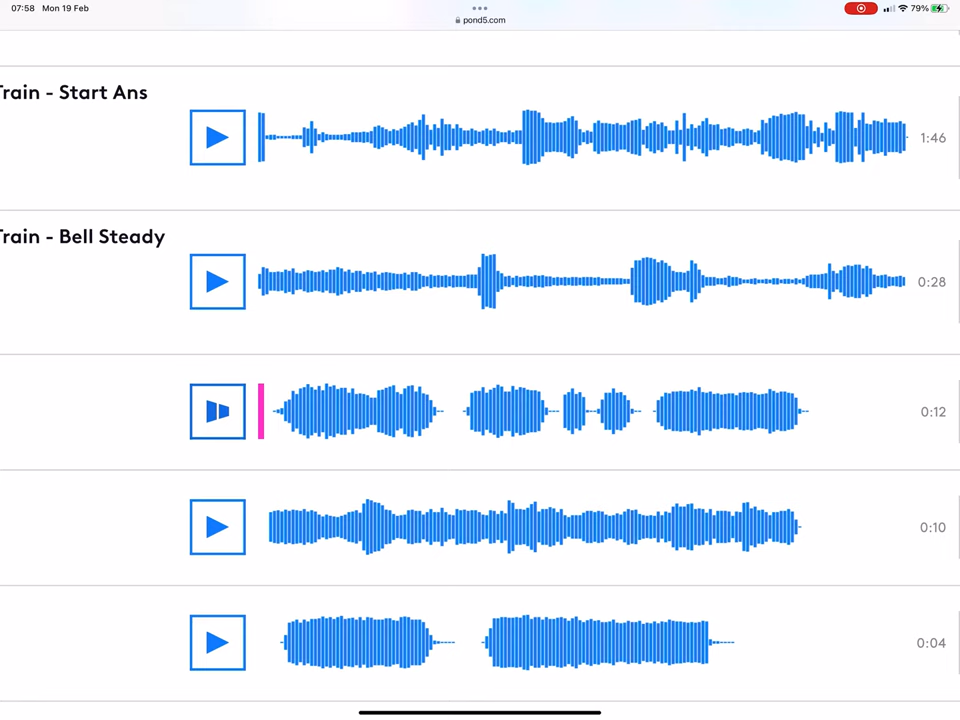 07:58 Mon 19 Feb
79%
pond5.com
Train - Start Ans
1:46
Train - Bell Steady
0:28
0:12
0:10
0:04